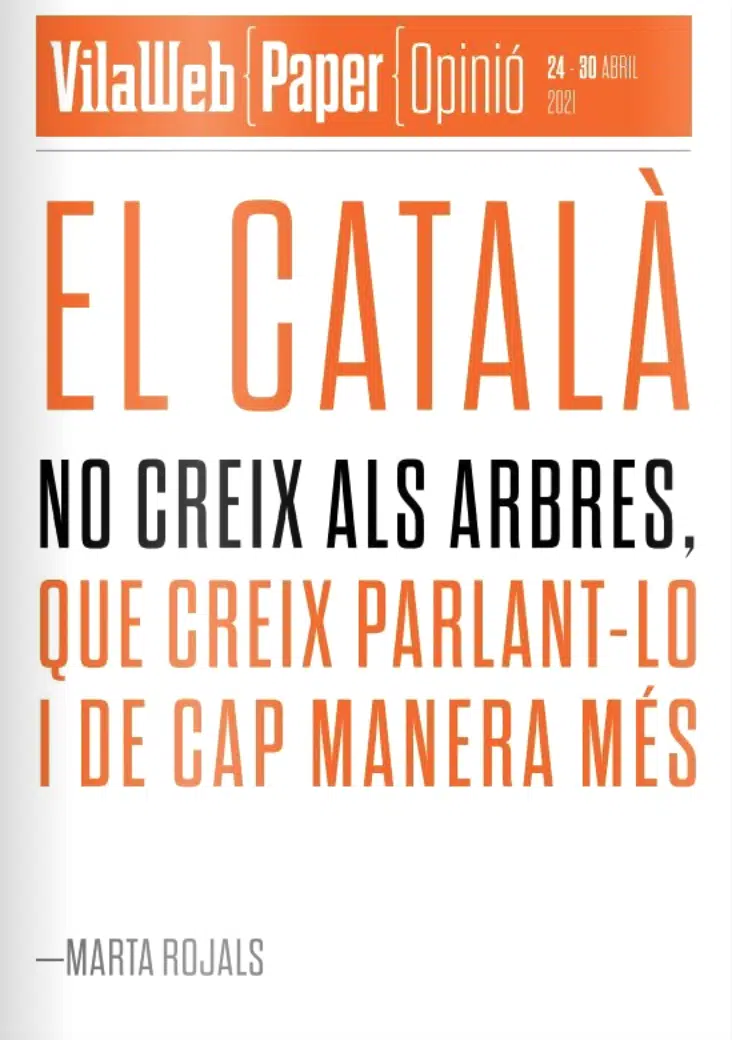 VilaWeb{Paper{Opinió 24 - 30 ABRIL
2021
EL CATALÀ
NO CREIX ALS ARBRES,
QUE CREIX PARLANT-LO
I DE CAP MANERA MÉS
—MARTA ROJALS